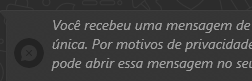 Você recebeu uma mensagem de
única. Por motivos de privacidade
pode abrir essa mensagem no se